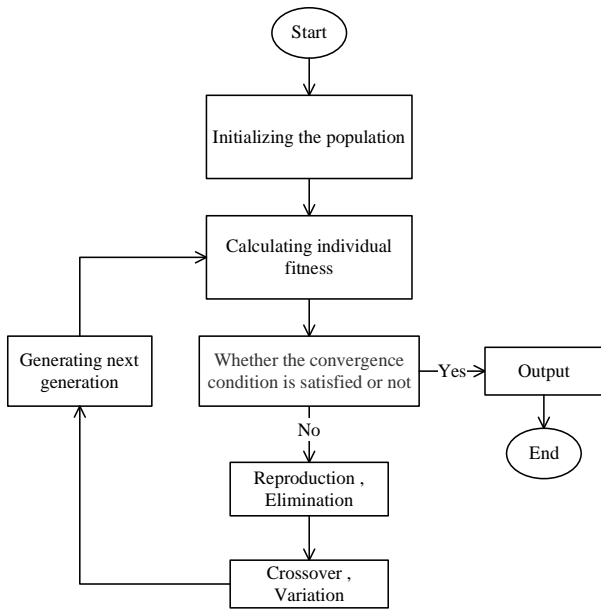 Start
Initializing the population
Calculating individual
fitness
Generating next
generation
Whether the convergence
condition is satisfied or not
Yes
Output
No
End
Reproduction ,
Elimination
Crossover ,
Variation